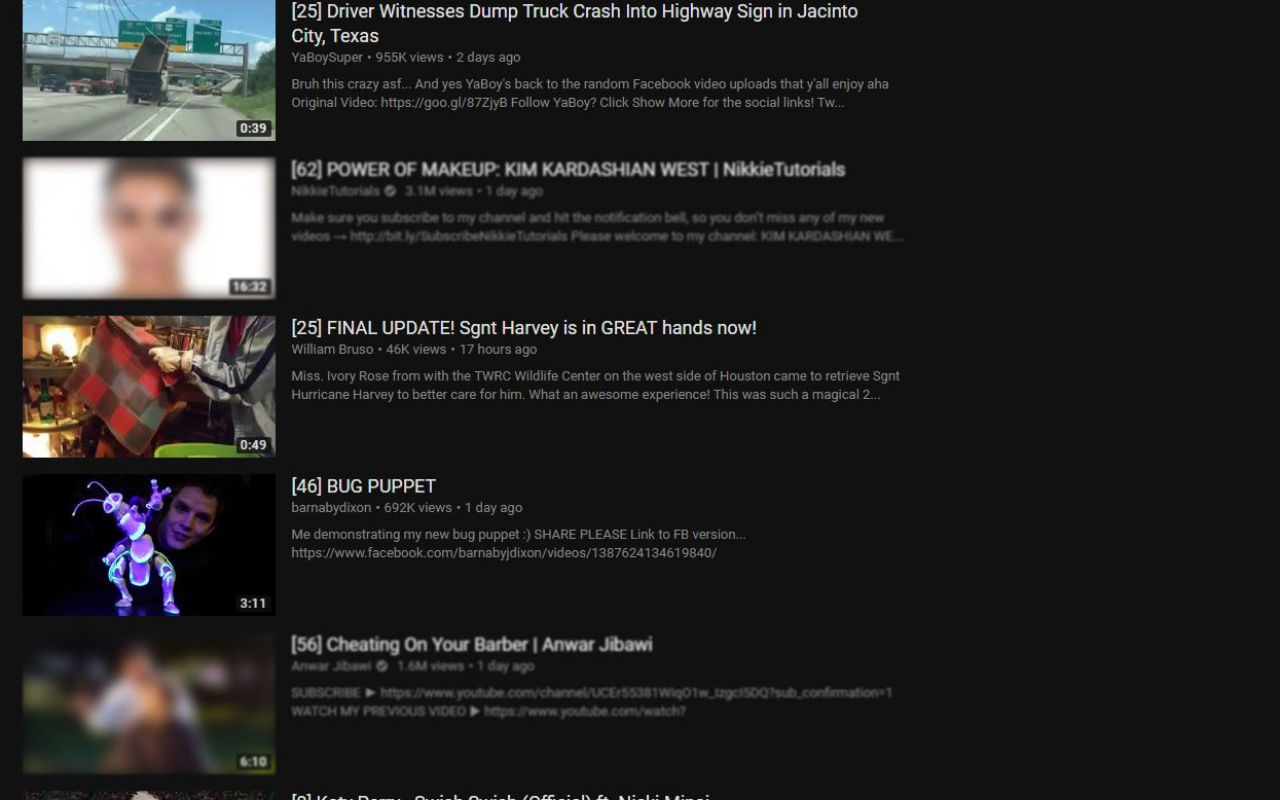 [25] Driver Witnesses Dump Truck Crash Into Highway Sign in Jacinto
City, Texas
YaBoySuper • 955K views • 2 days ago
Bruh this crazy asf... And yes YaBoy's back to the random Facebook video uploads that y'all enjoy aha
Original Video: https://goo.gl/87ZjyB Follow YaBoy? Click Show More for the social links! Tw...
0:39
[62] POWER OF MAKEUP: KIM KARDASHIAN WEST | NikkieTutorials
NikkieTutorials 3.1M views • 1 day ago
Make sure you subscribe to my channel and hit the notification bell, so you don't miss any of my new
videos → http://bit.ly/SubscribeNikkieTutorials Please welcome to my channel: KIM KARDASHIAN WE...
16:32
[25] FINAL UPDATE! Sgnt Harvey is in GREAT hands now!
William Bruso • 46K views • 17 hours ago
Miss. Ivory Rose from with the TWRC Wildlife Center on the west side of Houston came to retrieve Sgnt
Hurricane Harvey to better care for him. What an awesome experience! This was such a magical 2...
0:49
[46] BUG PUPPET
barnabydixon • 692K views • 1 day ago
Me demonstrating my new bug puppet :) SHARE PLEASE Link to FB version...
https://www.facebook.com/barnabyjdixon/videos/1387624134619840/
3:11
[56] Cheating On Your Barber | Anwar Jibawi
Anwar Jibawi 1.6M views • 1 day ago
SUBSCRIBE ▶
WATCH MY PREVIOUS VIDEO ▶ https://www.youtube.com/watch?
6:10
Katy Perry - Swish Swish (Official) ft. Nicki Minaj